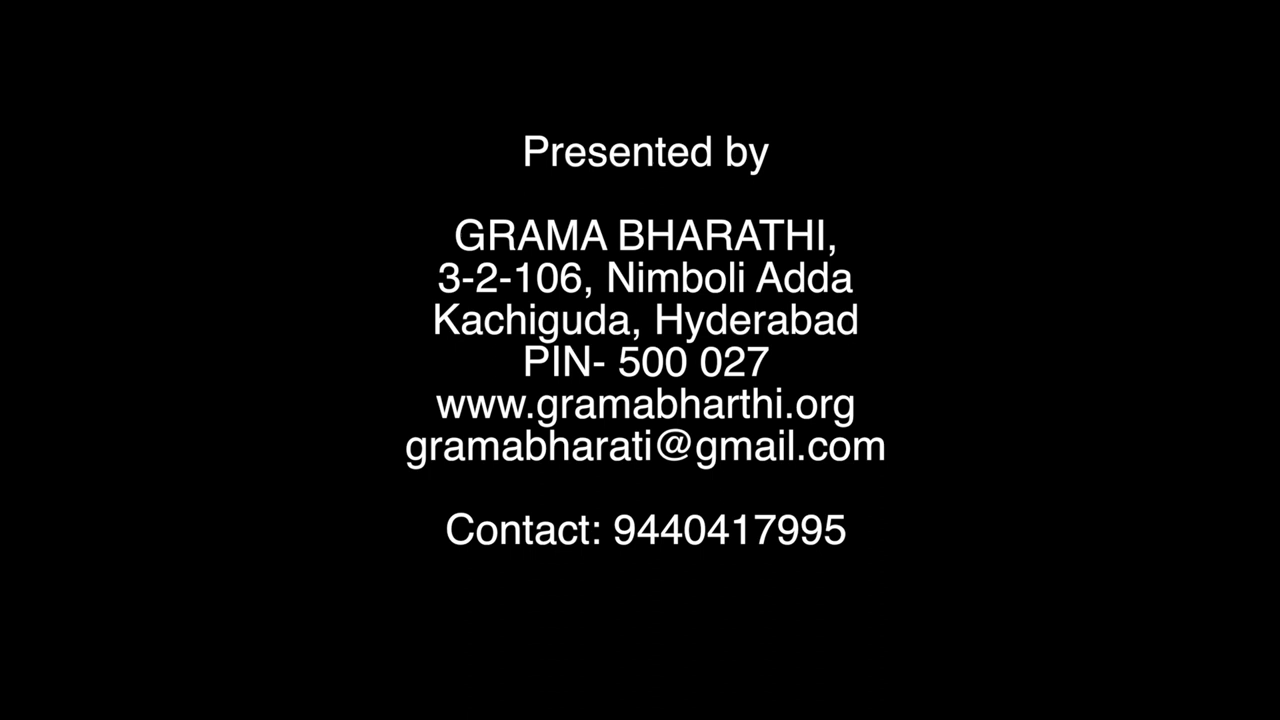 Presented by
GRAMA BHARATHI,
3-2-106, Nimboli Adda
Kachiguda, Hyderabad
PIN- 500 027
www.gramabharthi.org
gramabharati@gmail.com
Contact: 9440417995